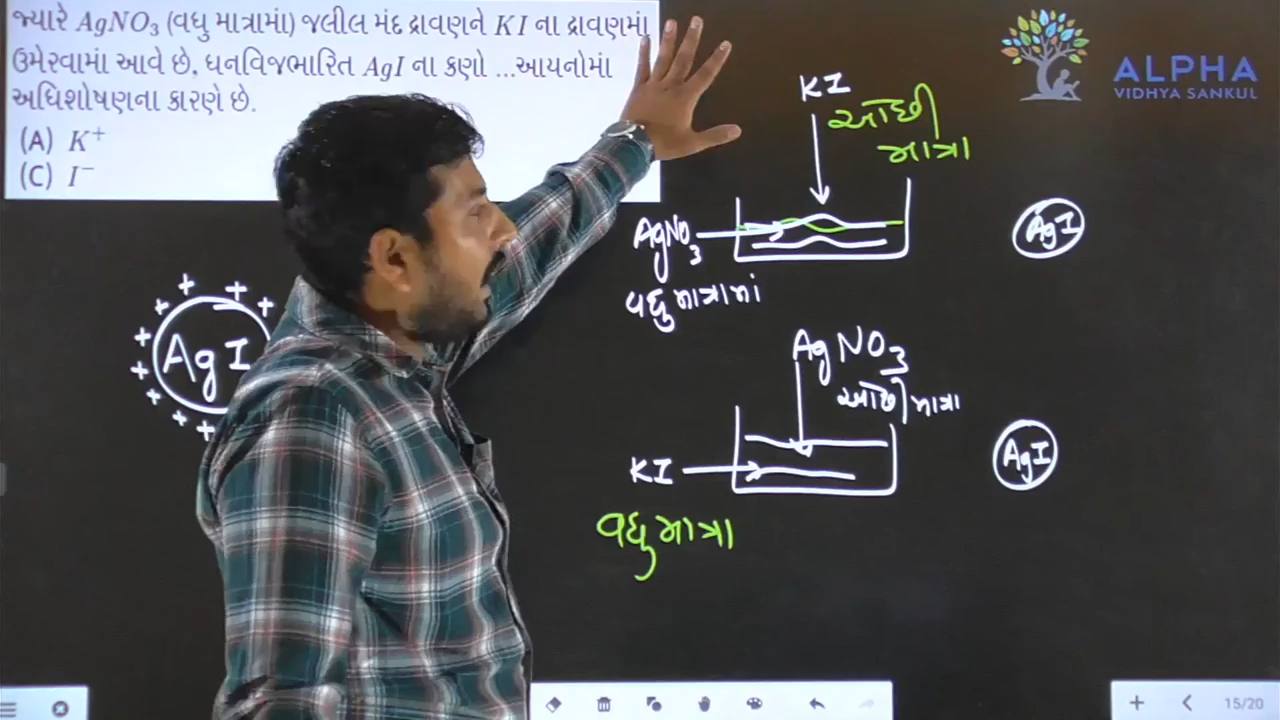 જ્યારે AgNO₃ (વધુ માત્રામાં) જલીલ મંદ દ્રાવણને KI ના દ્રાવણમાં
ઉમેરવામાં આવે છે, ધનવિજભારિત AgI ના કણો ...આયનોમાં
અધિશોષણના કારણે છે.
(A) K⁺
(C) I⁻
ALPHA
VIDHYA SANKUL
KI
ઓછી
માત્રા
AgNO₃
વધુ માત્રામાં
AgI
+ + + + + + + + +
AgI
AgNO₃
ઓછી માત્રા
KI
વધુ માત્રા
AgI
15/20